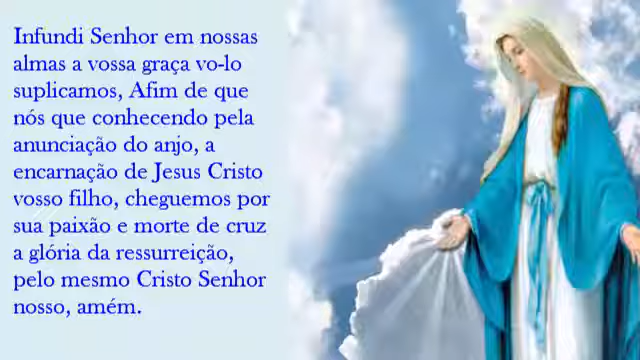 Infundi Senhor em nossas
almas a vossa graça vo-lo
suplicamos, Afim de que
nós que conhecendo pela
anunciação do anjo, a
encarnação de Jesus Cristo
vosso filho, cheguemos por
sua paixão e morte de cruz
a glória da ressurreição,
pelo mesmo Cristo Senhor
nosso, amém.